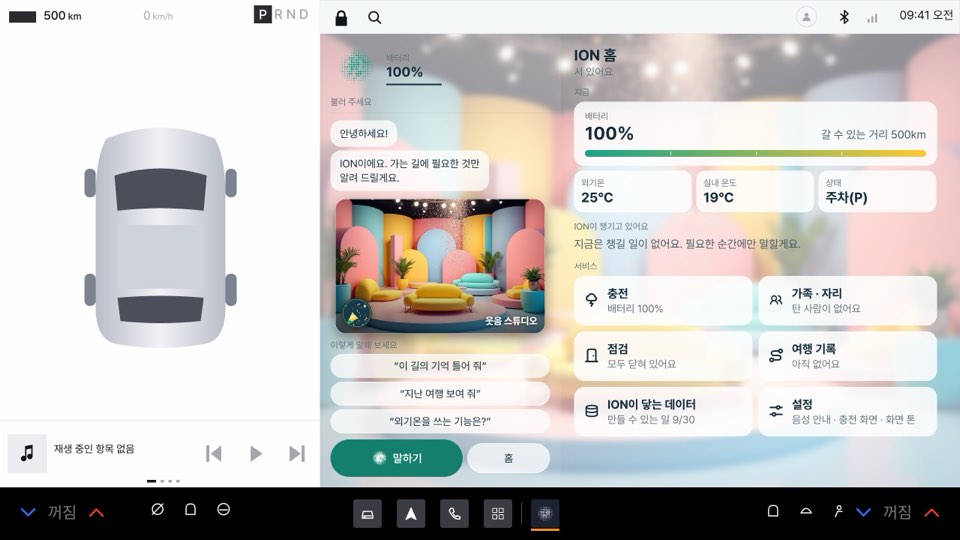 500 km
0 km/h
P R N D
09:41 오전
배터리
100%
불러 주세요
안녕하세요!
ION이에요. 가는 길에 필요한 것만
알려 드릴게요.
웃음 스튜디오
이렇게 말해 보세요
“이 길의 기억 틀어 줘”
“지난 여행 보여 줘”
“외기온을 쓰는 기능은?”
말하기
홈
ION 홈
서 있어요
지금
배터리
100%
갈 수 있는 거리 500km
외기온
25°C
실내 온도
19°C
상태
주차(P)
ION이 챙기고 있어요
지금은 챙길 일이 없어요. 필요한 순간에만 말할게요.
서비스
충전
배터리 100%
가족 · 자리
탄 사람이 없어요
점검
모두 닫혀 있어요
여행 기록
아직 없어요
ION이 닿는 데이터
만들 수 있는 일 9/30
설정
음성 안내 · 충전 화면 · 화면 톤
재생 중인 항목 없음
꺼짐
꺼짐